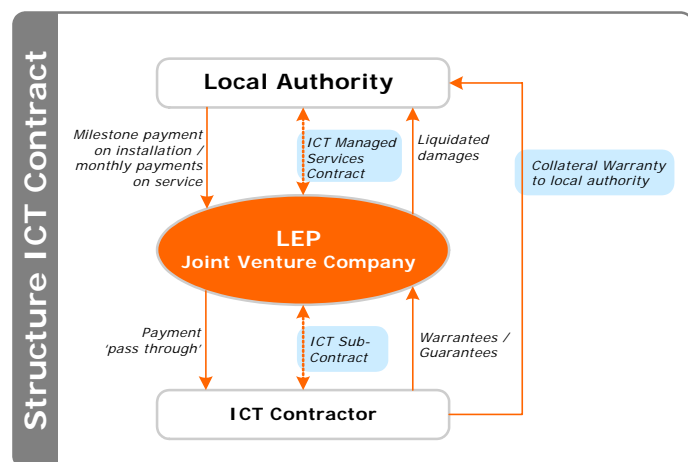 Structure ICT Contract
Local Authority
Milestone payment
on installation /
monthly payments
on service
ICT Managed
Services
Contract
Liquidated
damages
Collateral Warranty
to local authority
LEP
Joint Venture Company
Payment
‘pass through’
ICT Sub-
Contract
Warrantees /
Guarantees
ICT Contractor